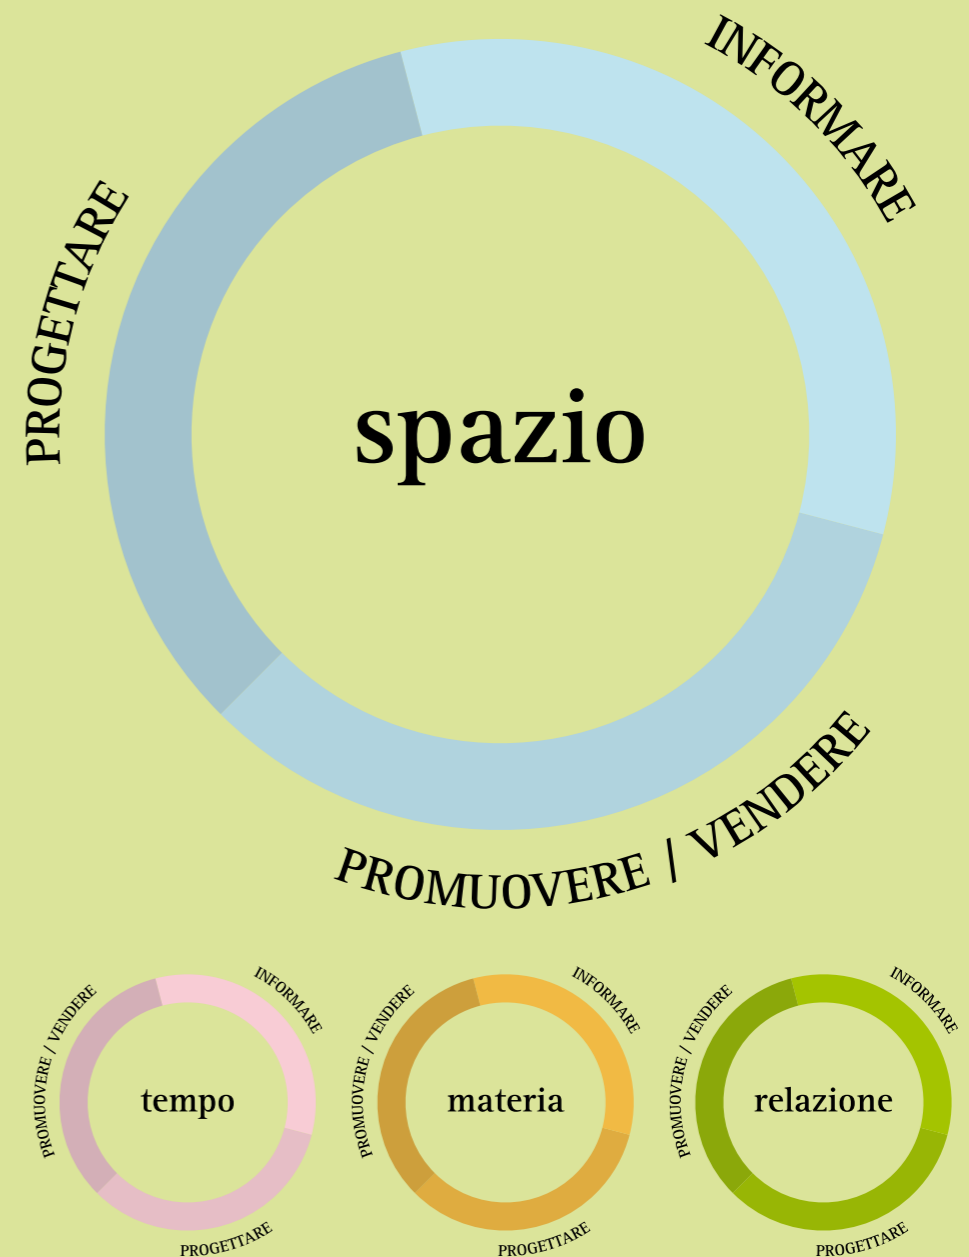 INFORMARE
PROGETTARE
spazio
PROMUOVERE / VENDERE
INFORMARE
PROMUOVERE / VENDERE
tempo
PROGETTARE
INFORMARE
PROMUOVERE / VENDERE
materia
PROGETTARE
INFORMARE
PROMUOVERE / VENDERE
relazione
PROGETTARE